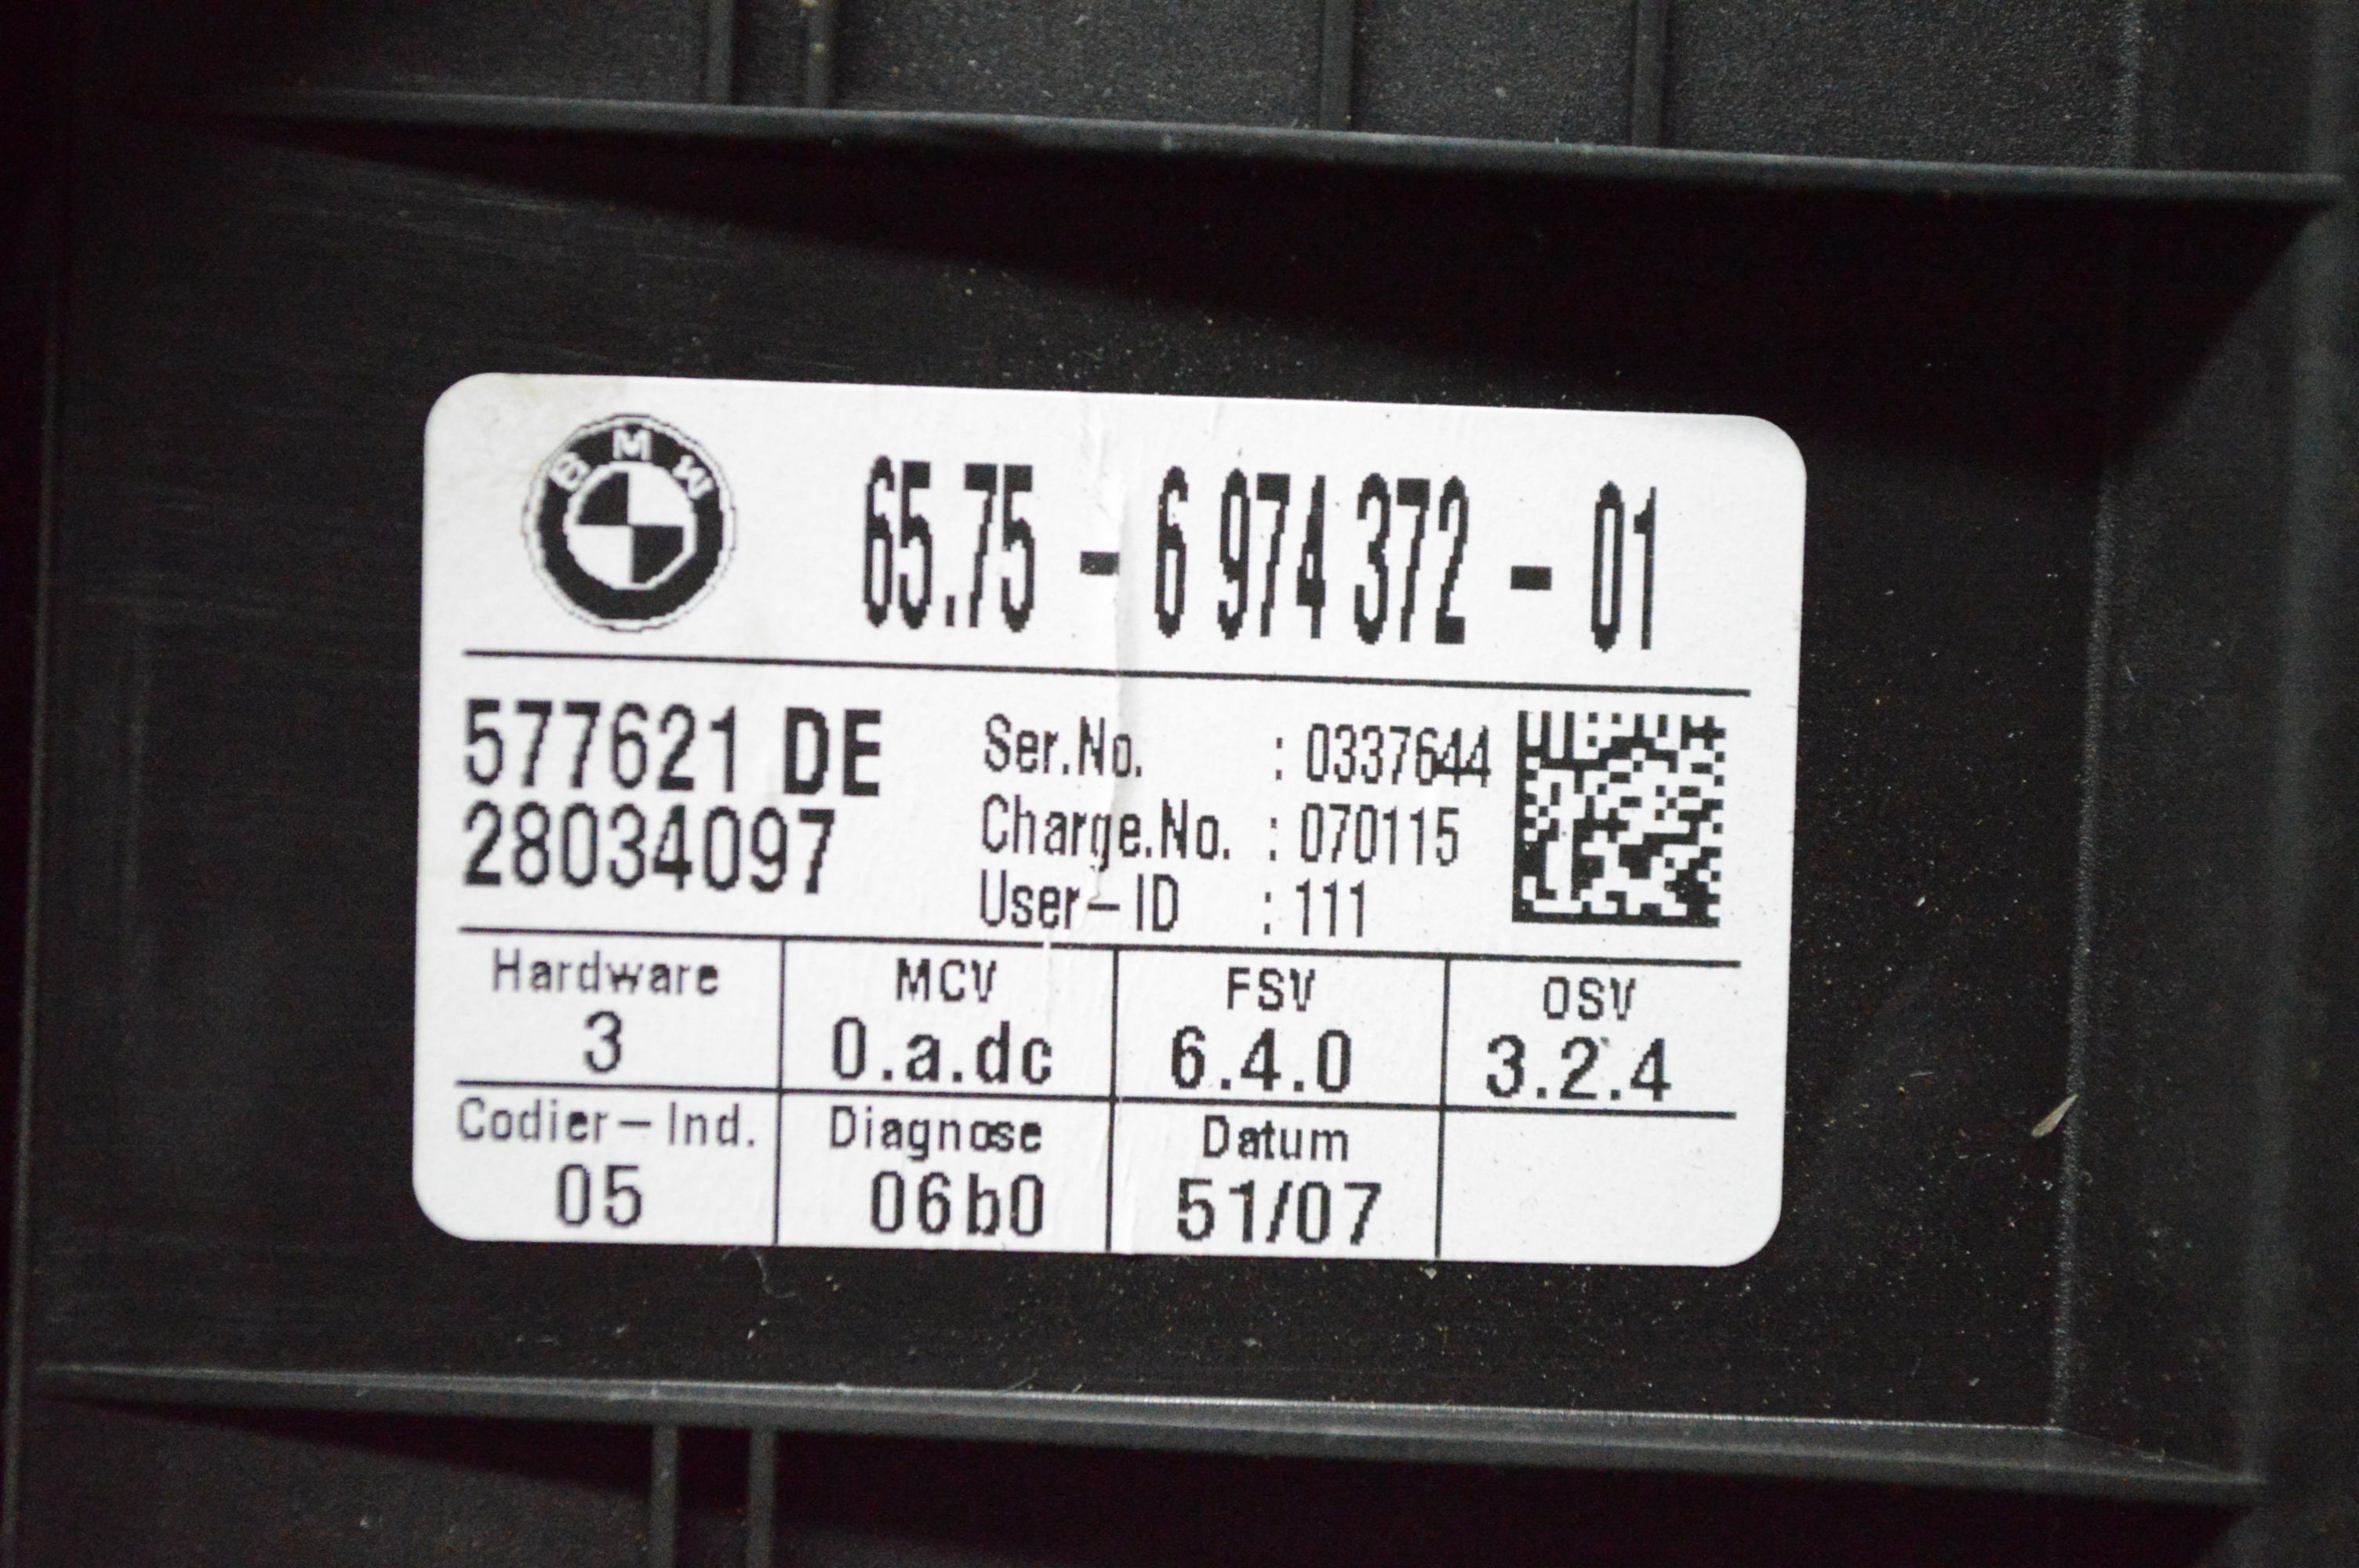 BMW
65.75 - 6 974 372 - 01
577621 DE
28034097
Ser.No. : 0337644
Charge.No. : 070115
User-ID : 111
Hardware MCV FSV OSV
3 0.a.dc 6.4.0 3.2.4
Codier-Ind. Diagnose Datum
05 06b0 51/07